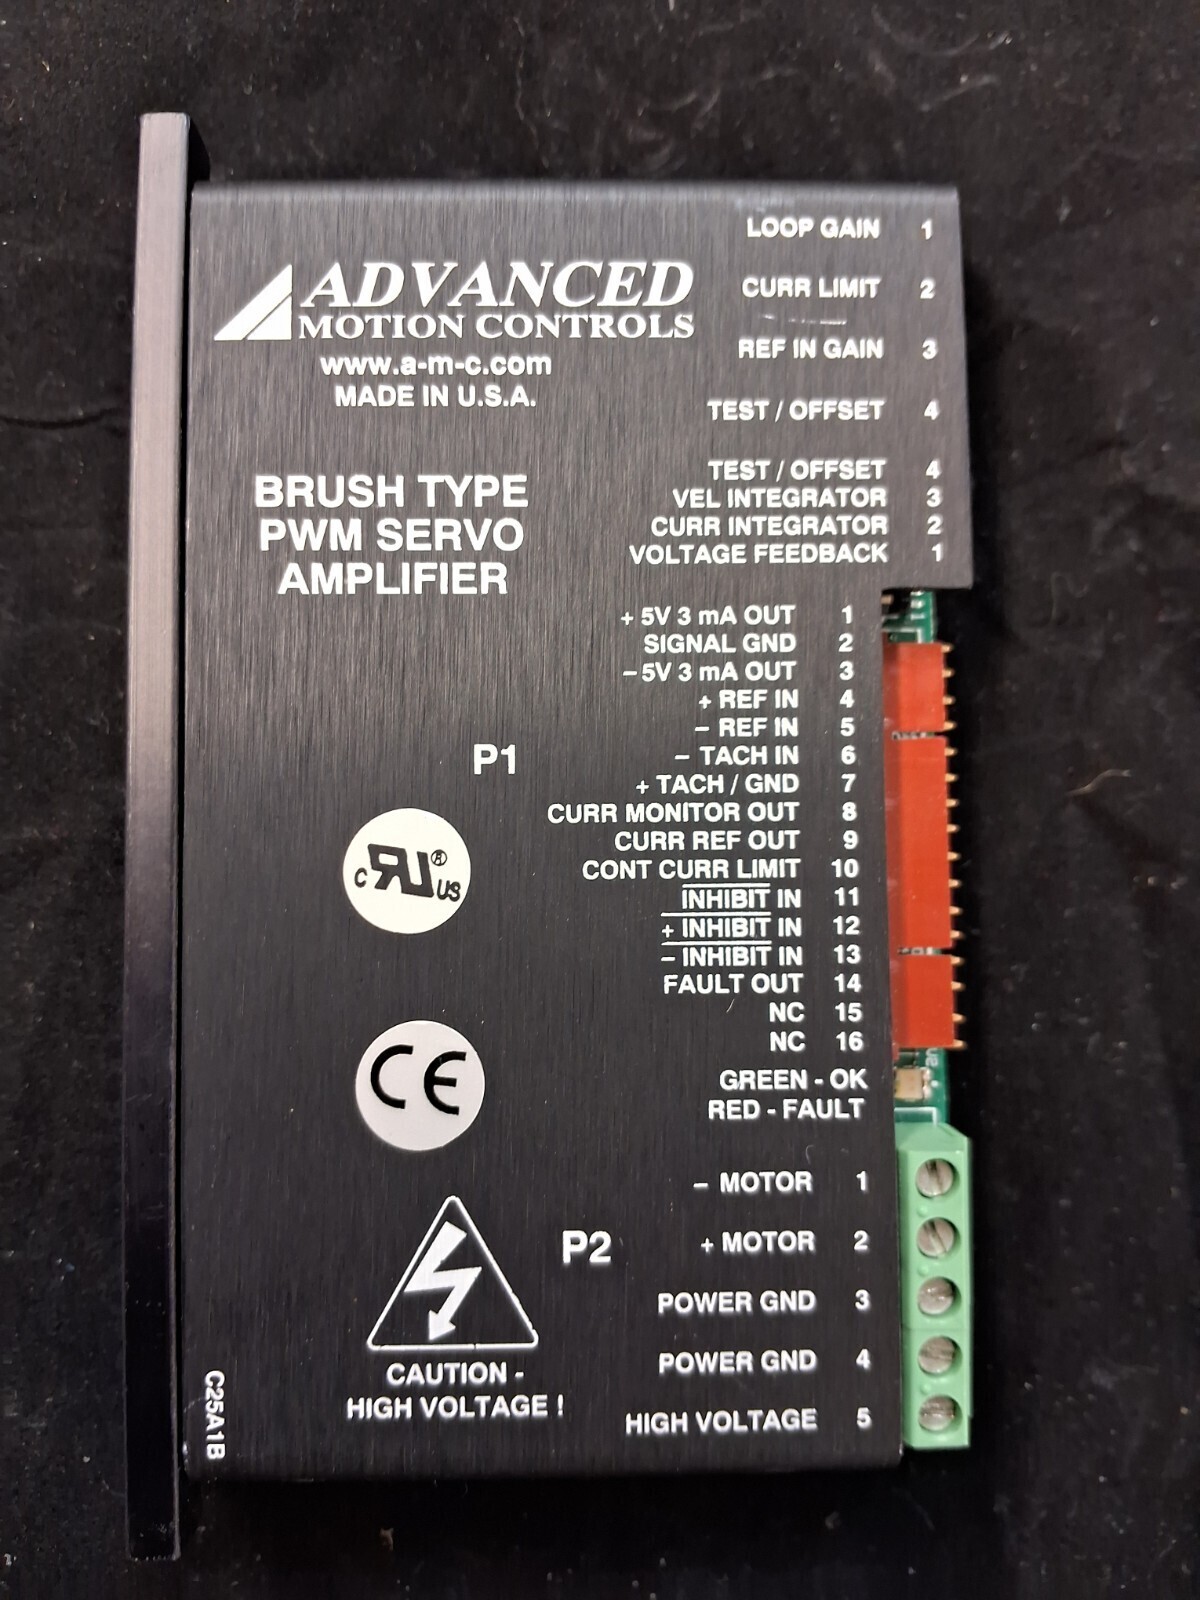 ADVANCED
MOTION CONTROLS
www.a-m-c.com
MADE IN U.S.A.
BRUSH TYPE
PWM SERVO
AMPLIFIER
LOOP GAIN 1
CURR LIMIT 2
REF IN GAIN 3
TEST / OFFSET 4
TEST / OFFSET 4
VEL INTEGRATOR 3
CURR INTEGRATOR 2
VOLTAGE FEEDBACK 1
P1
+ 5V 3 mA OUT 1
SIGNAL GND 2
– 5V 3 mA OUT 3
+ REF IN 4
– REF IN 5
– TACH IN 6
+ TACH / GND 7
CURR MONITOR OUT 8
CURR REF OUT 9
CONT CURR LIMIT 10
INHIBIT IN 11
+ INHIBIT IN 12
– INHIBIT IN 13
FAULT OUT 14
NC 15
NC 16
GREEN - OK
RED - FAULT
c RU ® US
CE
P2
– MOTOR 1
+ MOTOR 2
POWER GND 3
POWER GND 4
HIGH VOLTAGE 5
CAUTION -
HIGH VOLTAGE !
C25A1B